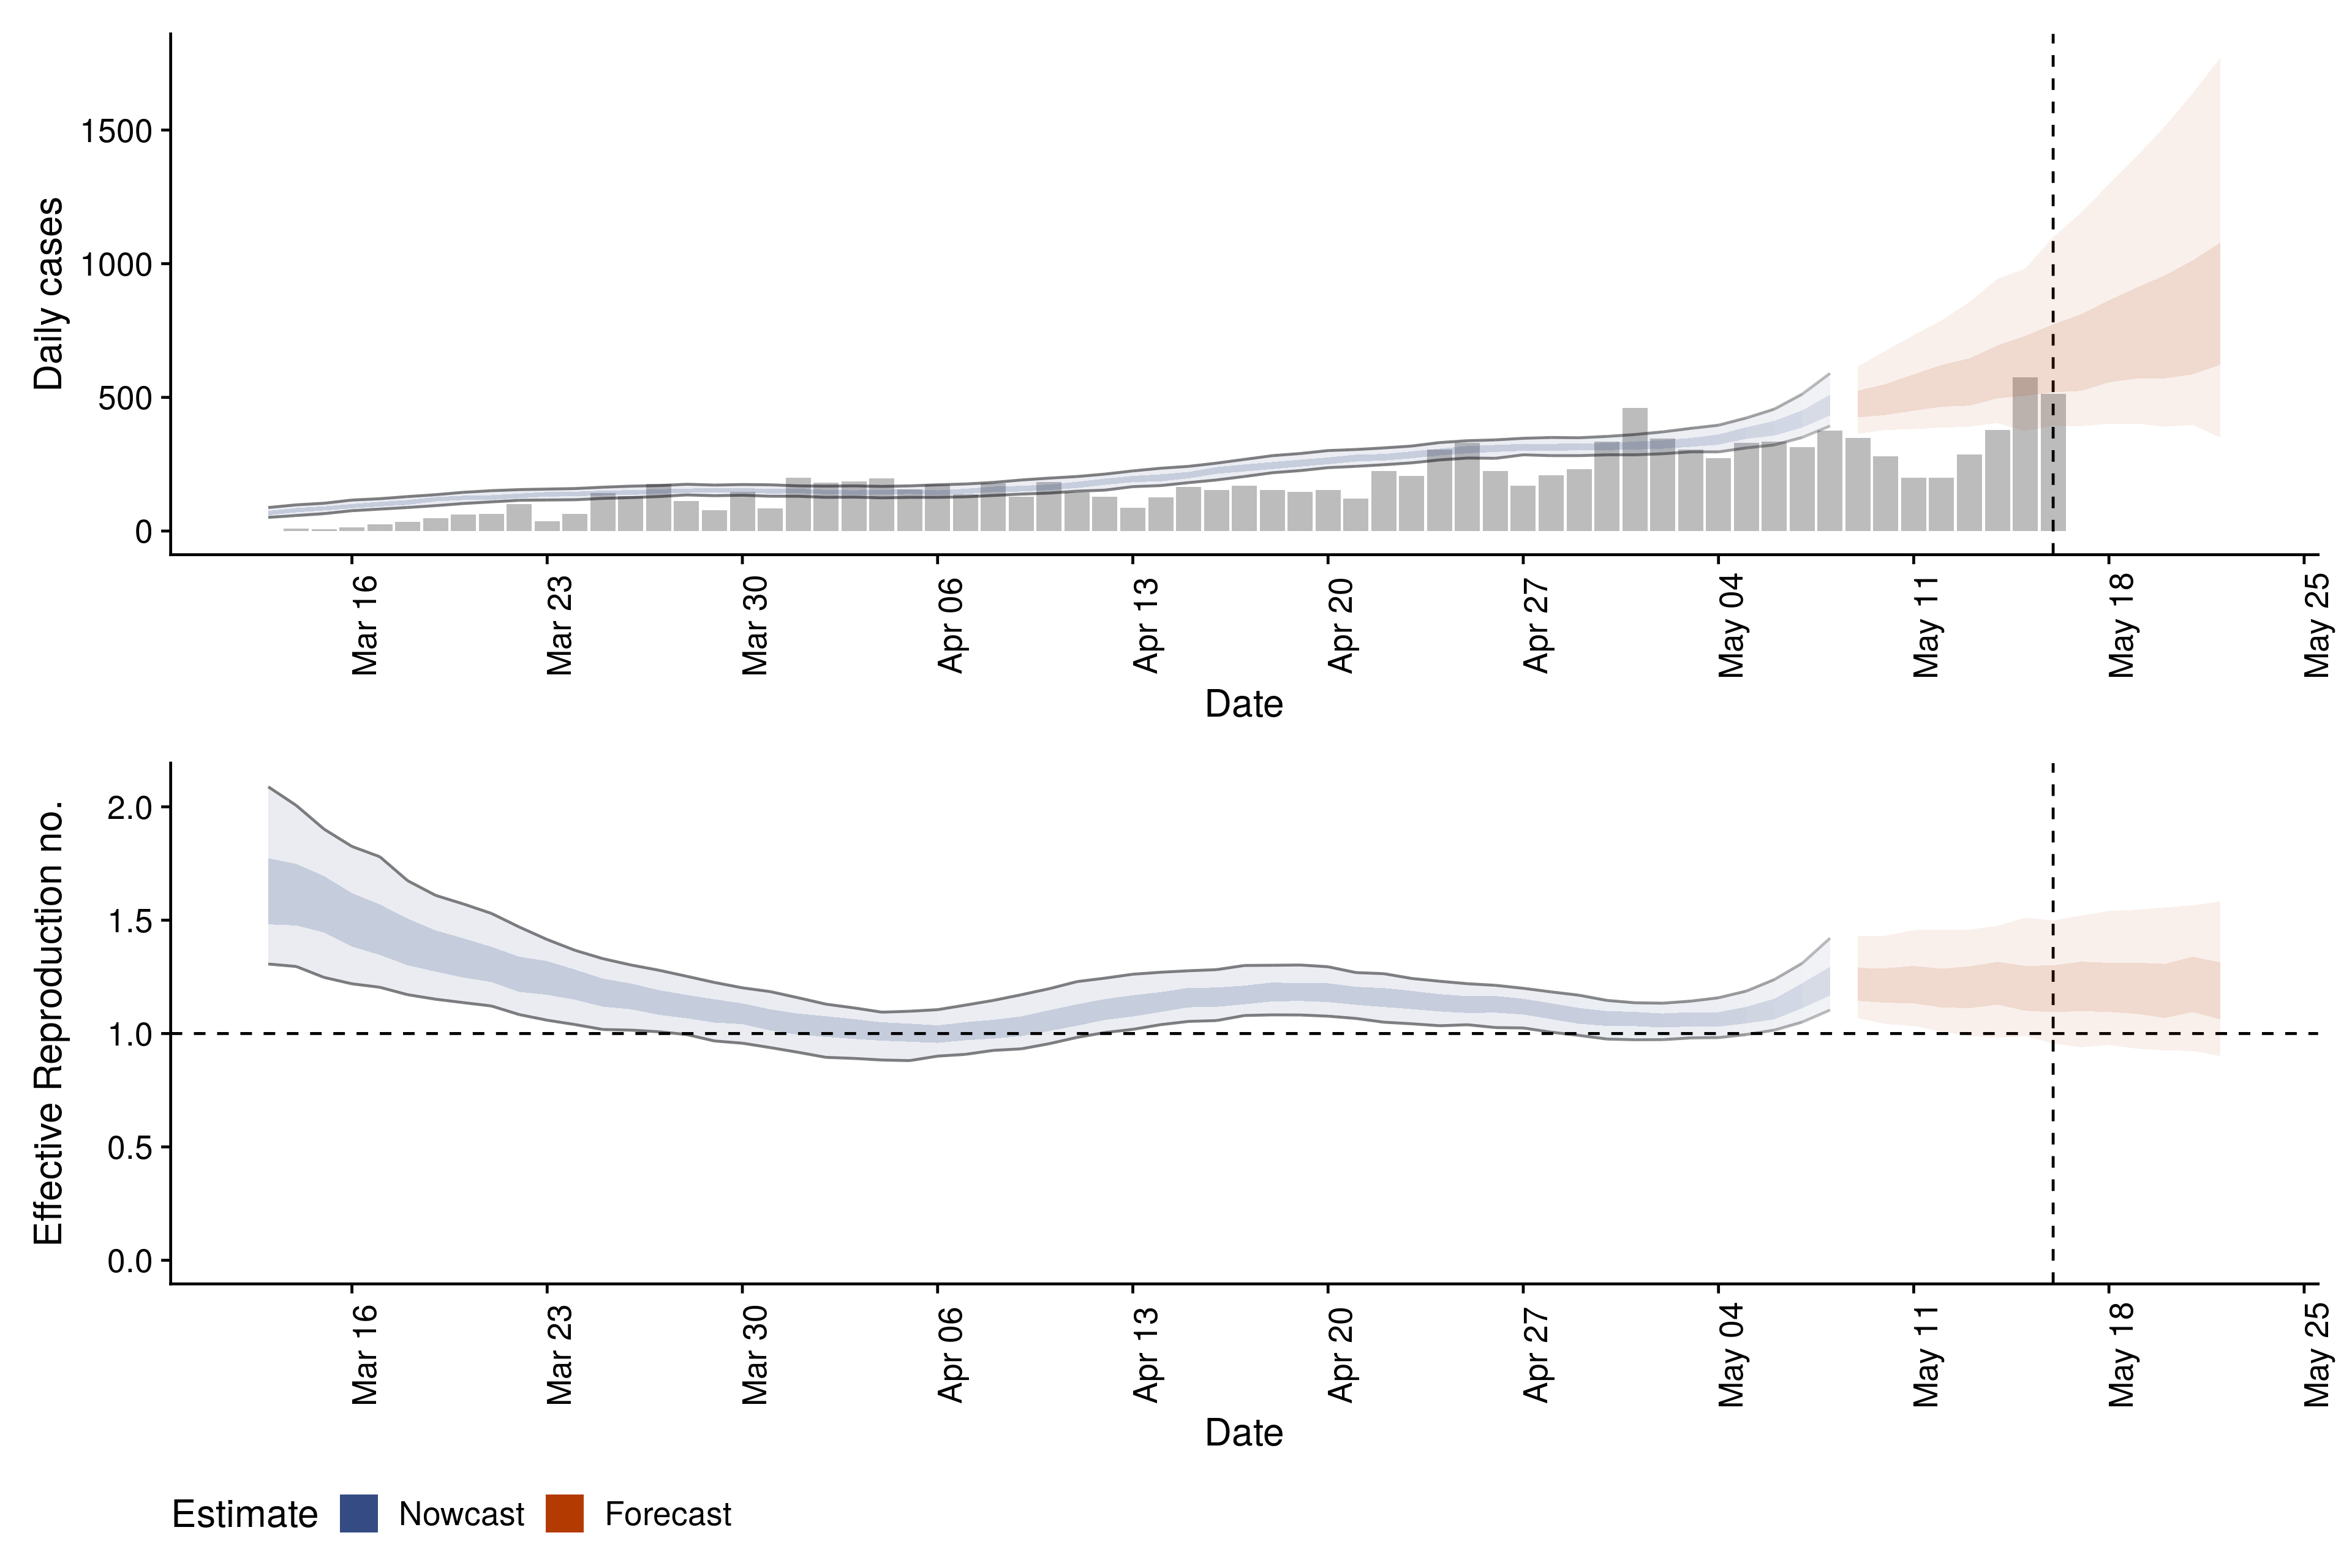 Daily cases
1500
1000
500
0
Mar 16
Mar 23
Mar 30
Apr 06
Apr 13
Apr 20
Apr 27
May 04
May 11
May 18
May 25
Date
Effective Reproduction no.
2.0
1.5
1.0
0.5
0.0
Mar 16
Mar 23
Mar 30
Apr 06
Apr 13
Apr 20
Apr 27
May 04
May 11
May 18
May 25
Date
Estimate Nowcast Forecast